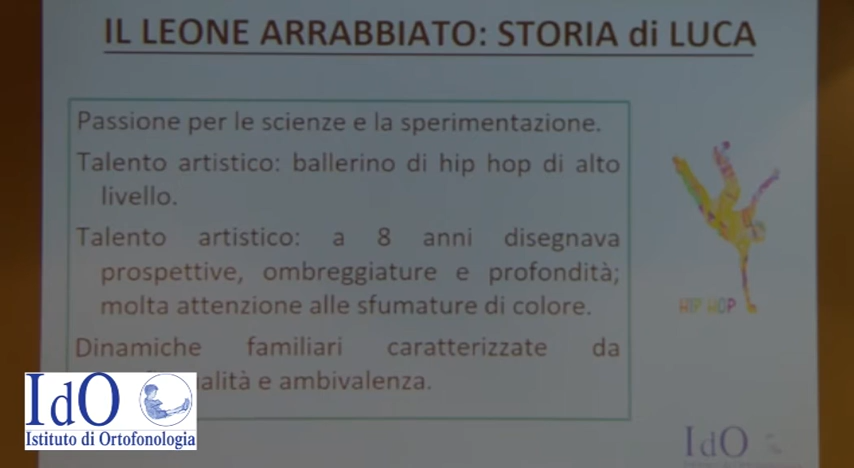 IL LEONE ARRABBIATO: STORIA di LUCA
Passione per le scienze e la sperimentazione.
Talento artistico: ballerino di hip hop di alto
livello.
Talento artistico: a 8 anni disegnava
prospettive, ombreggiature e profondità;
molta attenzione alle sfumature di colore.
Dinamiche familiari caratterizzate da
e ambivalenza.
HIP HOP
IdO
Istituto di Ortofonologia
IdO